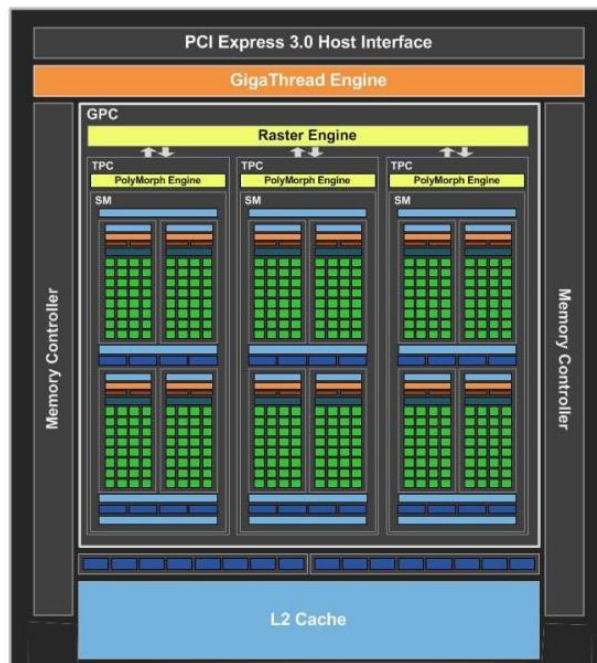 PCI Express 3.0 Host Interface
GigaThread Engine
GPC
Raster Engine
TPC
TPC
TPC
PolyMorph Engine
PolyMorph Engine
PolyMorph Engine
SM
SM
SM
Memory Controller
Memory Controller
L2 Cache